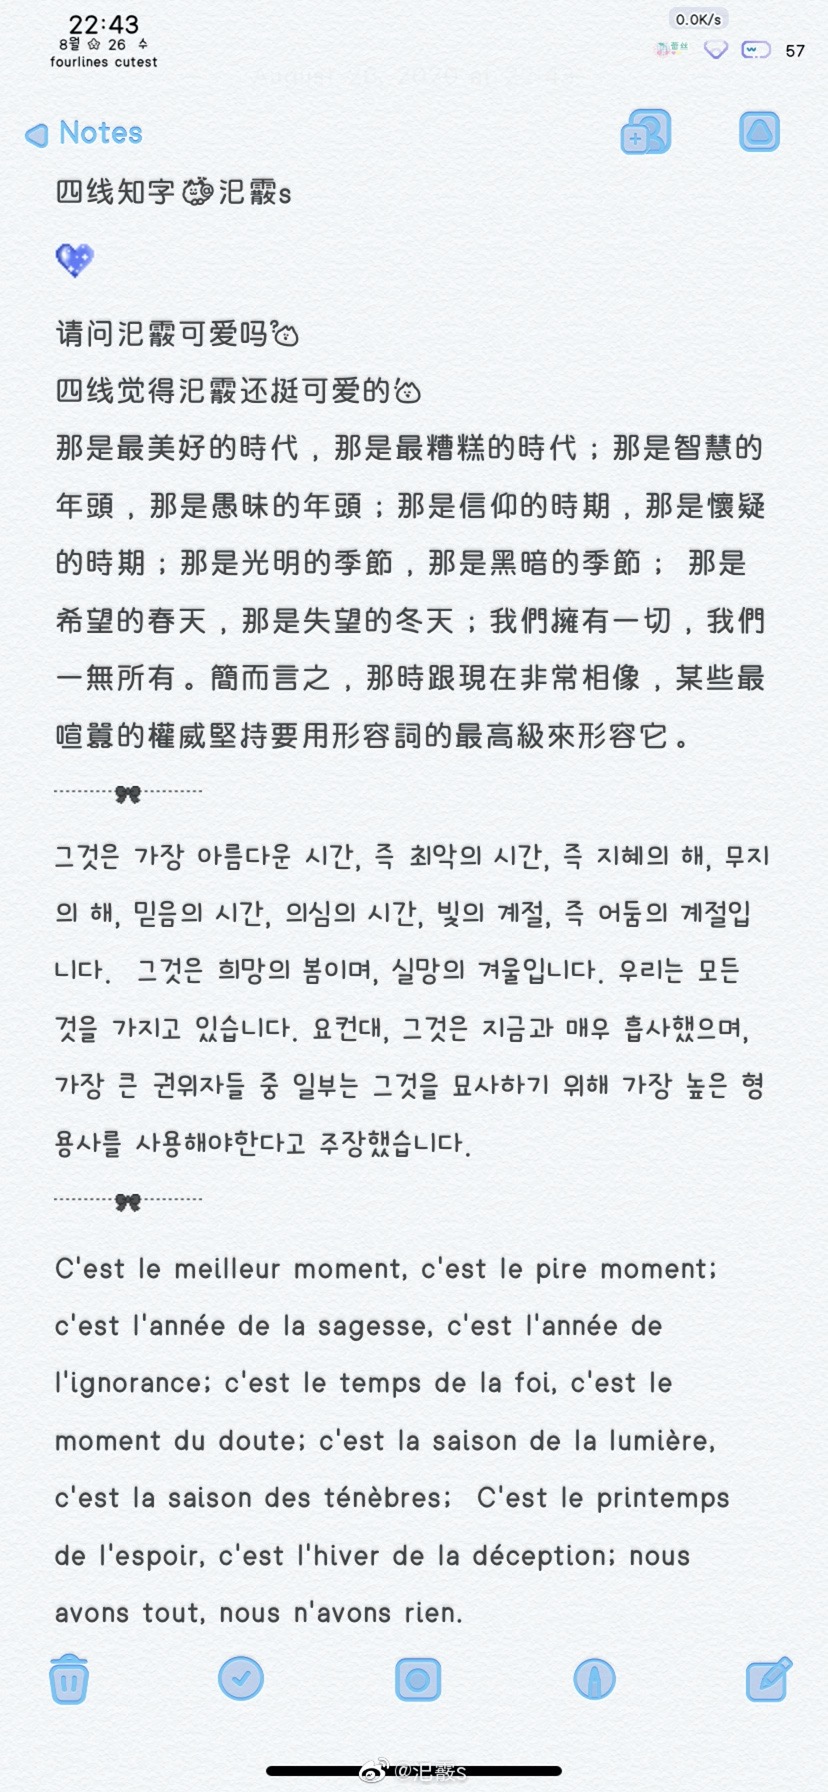 22:43
0.0K/s
8월 26 수
57
fourlines cutest
Notes
四线知字汜霰s
请问汜霰可爱吗
四线觉得汜霰还挺可爱的
那是最美好的時代，那是最糟糕的時代；那是智慧的
年頭，那是愚昧的年頭；那是信仰的時期，那是懷疑
的時期；那是光明的季節，那是黑暗的季節； 那是
希望的春天，那是失望的冬天；我們擁有一切，我們
一無所有。簡而言之，那時跟現在非常相像，某些最
喧囂的權威堅持要用形容詞的最高級來形容它。
그것은 가장 아름다운 시간, 즉 최악의 시간, 즉 지혜의 해, 무지
의 해, 믿음의 시간, 의심의 시간, 빛의 계절, 즉 어둠의 계절입
니다. 그것은 희망의 봄이며, 실망의 겨울입니다. 우리는 모든
것을 가지고 있습니다. 요컨대, 그것은 지금과 매우 흡사했으며,
가장 큰 권위자들 중 일부는 그것을 묘사하기 위해 가장 높은 형
용사를 사용해야한다고 주장했습니다.
C'est le meilleur moment, c'est le pire moment;
c'est l'année de la sagesse, c'est l'année de
l'ignorance; c'est le temps de la foi, c'est le
moment du doute; c'est la saison de la lumière,
c'est la saison des ténèbres; C'est le printemps
de l'espoir, c'est l'hiver de la déception; nous
avons tout, nous n'avons rien.
@汜霰s